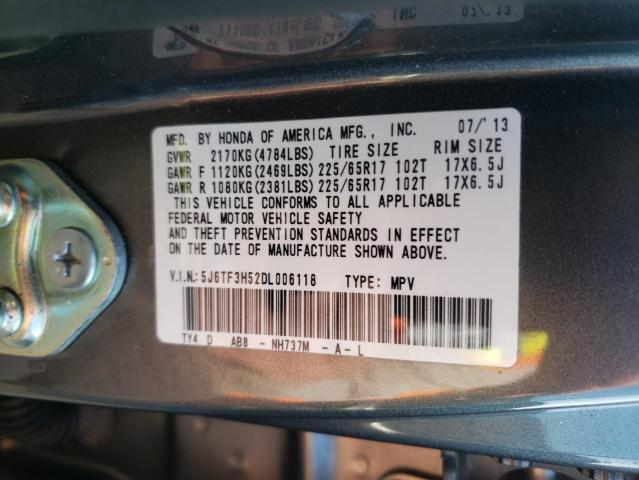 INC 07/'13
MFD. BY HONDA OF AMERICA MFG., INC. 07/'13
GVWR 2170KG(4784LBS) TIRE SIZE RIM SIZE
GAWR F 1120KG(2469LBS) 225/65R17 102T 17X6.5J
GAWR R 1080KG(2381LBS) 225/65R17 102T 17X6.5J
THIS VEHICLE CONFORMS TO ALL APPLICABLE
FEDERAL MOTOR VEHICLE SAFETY
AND THEFT PREVENTION STANDARDS IN EFFECT
ON THE DATE OF MANUFACTURE SHOWN ABOVE.
V.I.N.:5J6TF3H52DL006118 TYPE: MPV
TY4 D AB8 - NH737M - A - L